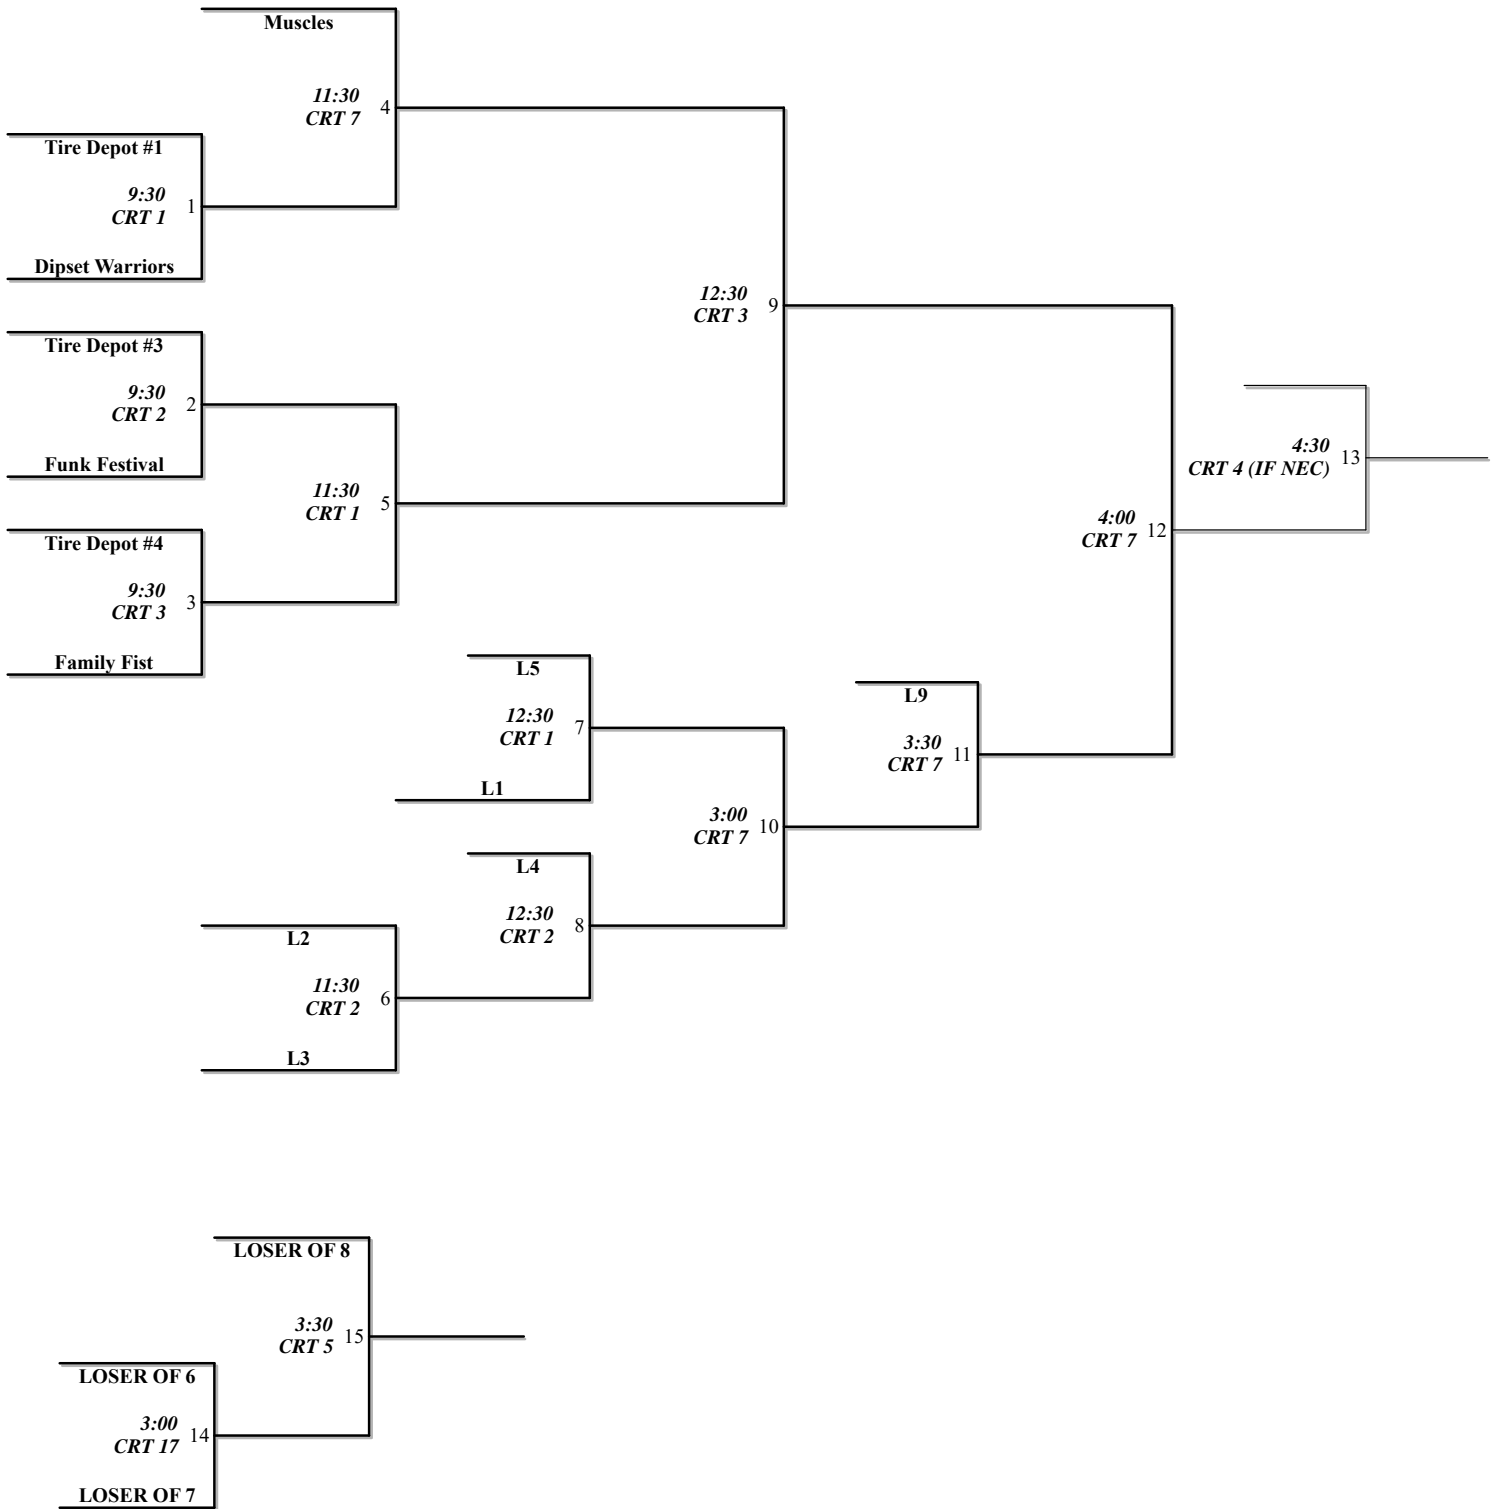 Muscles
11:30
CRT 7
4
Tire Depot #1
9:30
CRT 1
1
Dipset Warriors
Tire Depot #3
9:30
CRT 2
2
Funk Festival
11:30
CRT 1
5
Tire Depot #4
9:30
CRT 3
3
Family Fist
12:30
CRT 3
9
4:30
CRT 4 (IF NEC)
13
4:00
CRT 7
12
L5
12:30
CRT 1
7
L1
L9
3:30
CRT 7
11
3:00
CRT 7
10
L4
12:30
CRT 2
8
L2
11:30
CRT 2
6
L3
LOSER OF 8
3:30
CRT 5
15
LOSER OF 6
3:00
CRT 17
14
LOSER OF 7